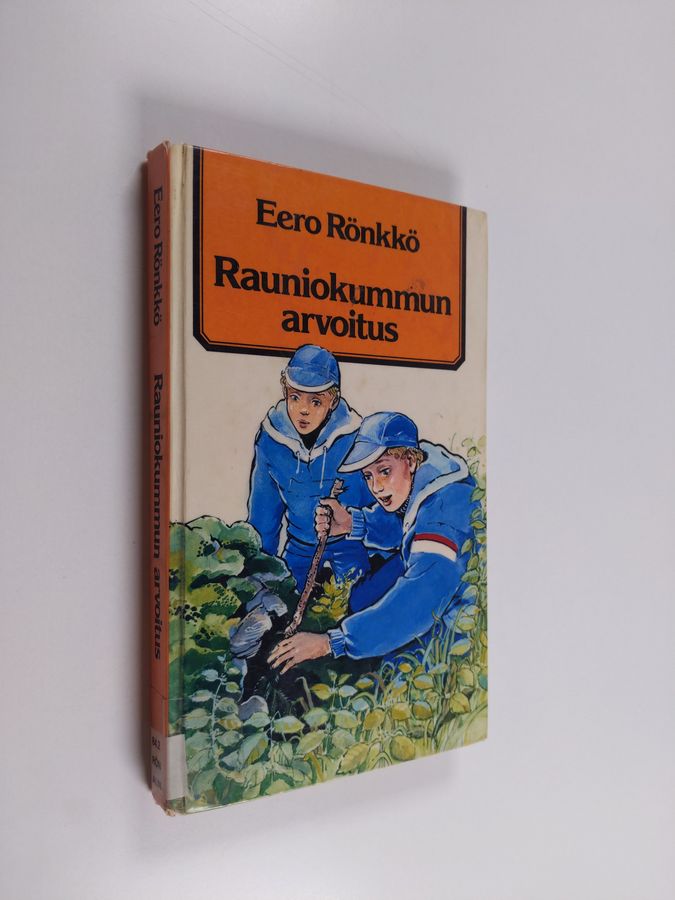 Eero Rönkkö
Rauniokummun
arvoitus
Eero Rönkkö Rauniokummun arvoitus